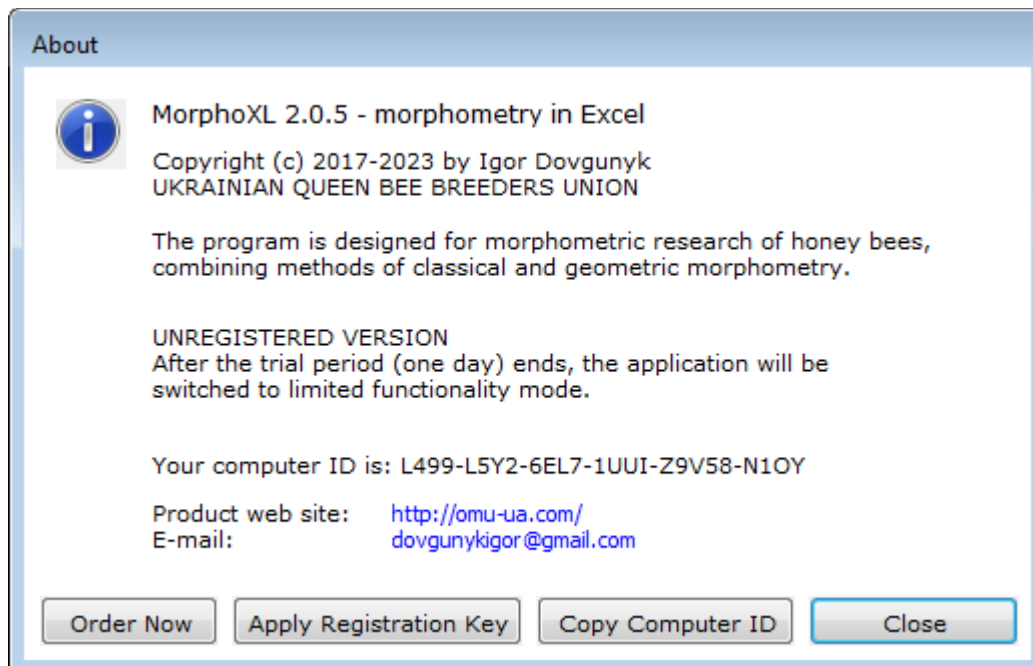 About
MorphoXL 2.0.5 - morphometry in Excel
Copyright (c) 2017-2023 by Igor Dovgunyk
UKRAINIAN QUEEN BEE BREEDERS UNION
The program is designed for morphometric research of honey bees,
combining methods of classical and geometric morphometry.
UNREGISTERED VERSION
After the trial period (one day) ends, the application will be
switched to limited functionality mode.
Your computer ID is: L499-L5Y2-6EL7-1UUI-Z9V58-N1OY
Product web site: http://omu-ua.com/
E-mail: dovgunykigor@gmail.com
Order Now Apply Registration Key Copy Computer ID Close